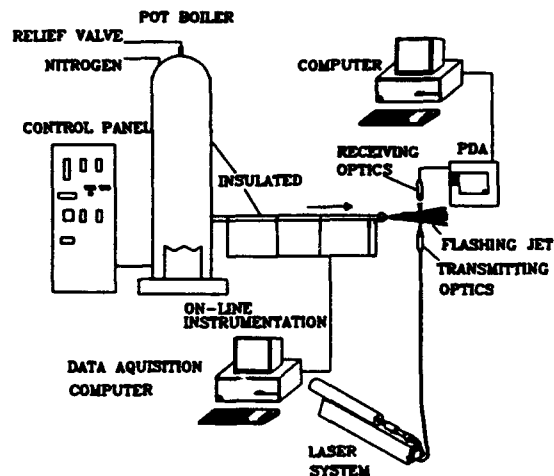 POT BOILER
RELIEF VALVE
NITROGEN
COMPUTER
CONTROL PANEL
PDA
RECEIVING
OPTICS
INSULATED
FLASHING JET
TRANSMITTING
OPTICS
ON-LINE
INSTRUMENTATION
DATA AQUISITION
COMPUTER
LASER
SYSTEM